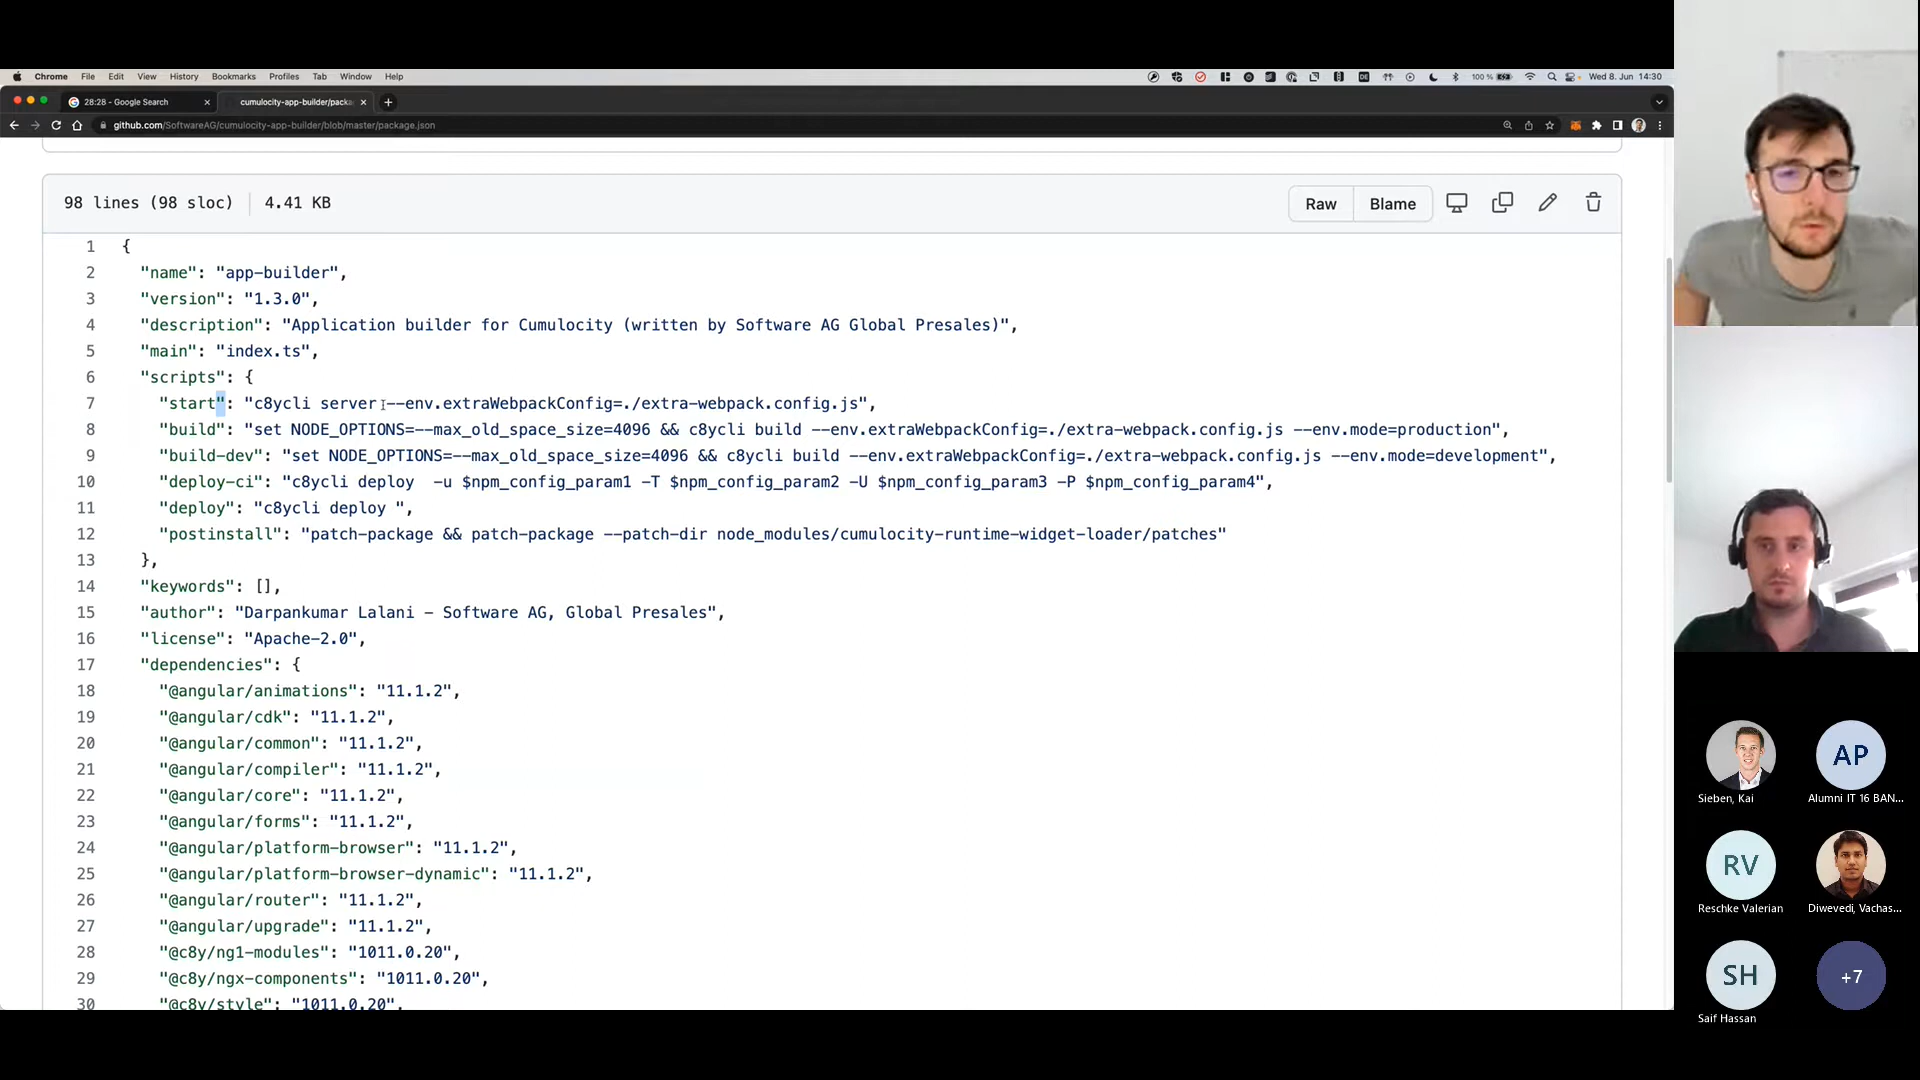 Chrome File Edit View History Bookmarks Profiles Tab Window Help
100 % Wed 8. Jun 14:30
28:28 - Google Search
cumulocity-app-builder/packa
github.com/SoftwareAG/cumulocity-app-builder/blob/master/package.json
98 lines (98 sloc) 4.41 KB
Raw Blame
1 {
2 "name": "app-builder",
3 "version": "1.3.0",
4 "description": "Application builder for Cumulocity (written by Software AG Global Presales)",
5 "main": "index.ts",
6 "scripts": {
7 "start": "c8ycli server --env.extraWebpackConfig=./extra-webpack.config.js",
8 "build": "set NODE_OPTIONS=--max_old_space_size=4096 && c8ycli build --env.extraWebpackConfig=./extra-webpack.config.js --env.mode=production",
9 "build-dev": "set NODE_OPTIONS=--max_old_space_size=4096 && c8ycli build --env.extraWebpackConfig=./extra-webpack.config.js --env.mode=development",
10 "deploy-ci": "c8ycli deploy  -u $npm_config_param1 -T $npm_config_param2 -U $npm_config_param3 -P $npm_config_param4",
11 "deploy": "c8ycli deploy ",
12 "postinstall": "patch-package && patch-package --patch-dir node_modules/cumulocity-runtime-widget-loader/patches"
13 },
14 "keywords": [],
15 "author": "Darpankumar Lalani - Software AG, Global Presales",
16 "license": "Apache-2.0",
17 "dependencies": {
18 "@angular/animations": "11.1.2",
19 "@angular/cdk": "11.1.2",
20 "@angular/common": "11.1.2",
21 "@angular/compiler": "11.1.2",
22 "@angular/core": "11.1.2",
23 "@angular/forms": "11.1.2",
24 "@angular/platform-browser": "11.1.2",
25 "@angular/platform-browser-dynamic": "11.1.2",
26 "@angular/router": "11.1.2",
27 "@angular/upgrade": "11.1.2",
28 "@c8y/ng1-modules": "1011.0.20",
29 "@c8y/ngx-components": "1011.0.20",
30 "@c8y/style": "1011.0.20",
AP
Sieben, Kai
Alumni IT 16 BAN...
RV
Reschke Valerian
Diwevedi, Vachas...
SH
+7
Saif Hassan